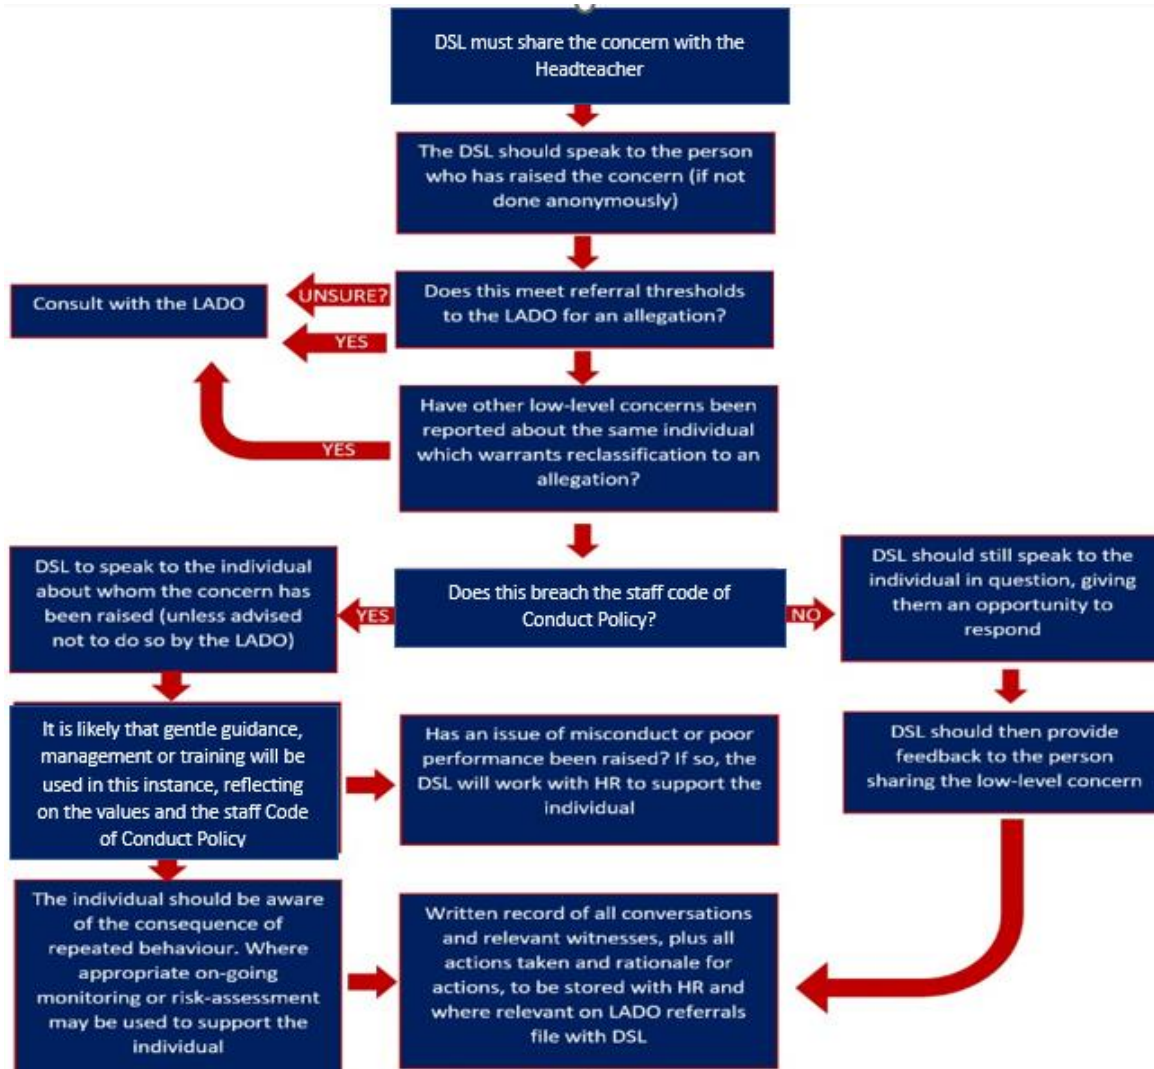 DSL must share the concern with the
Headteacher
The DSL should speak to the person
who has raised the concern (if not
done anonymously)
Consult with the LADO
UNSURE?
YES
Does this meet referral thresholds
to the LADO for an allegation?
YES
Have other low-level concerns been
reported about the same individual
which warrants reclassification to an
allegation?
DSL to speak to the individual
about whom the concern has
been raised (unless advised
not to do so by the LADO)
YES
Does this breach the staff code of
Conduct Policy?
NO
DSL should still speak to the
individual in question, giving
them an opportunity to
respond
It is likely that gentle guidance,
management or training will be
used in this instance, reflecting
on the values and the staff Code
of Conduct Policy
Has an issue of misconduct or poor
performance been raised? If so, the
DSL will work with HR to support the
individual
DSL should then provide
feedback to the person
sharing the low-level concern
The individual should be aware
of the consequence of
repeated behaviour. Where
appropriate on-going
monitoring or risk-assessment
may be used to support the
individual
Written record of all conversations
and relevant witnesses, plus all
actions taken and rationale for
actions, to be stored with HR and
where relevant on LADO referrals
file with DSL